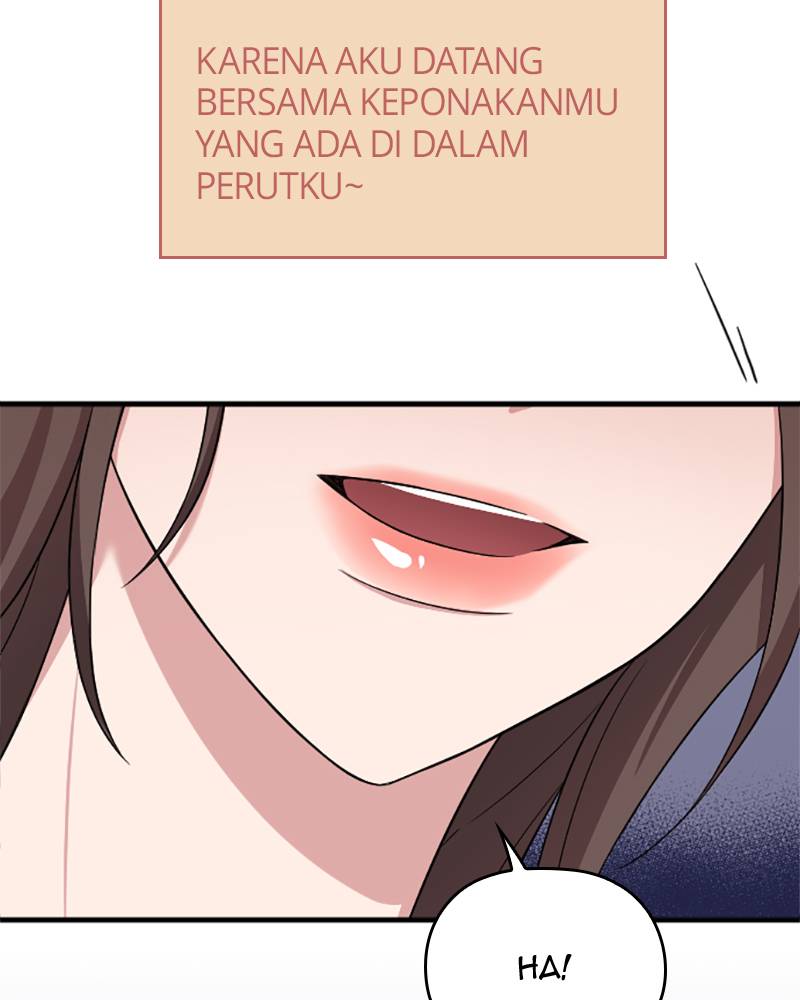 KARENA AKU DATANG
BERSAMA KEPONAKANMU
YANG ADA DI DALAM
PERUTKU~
HA!